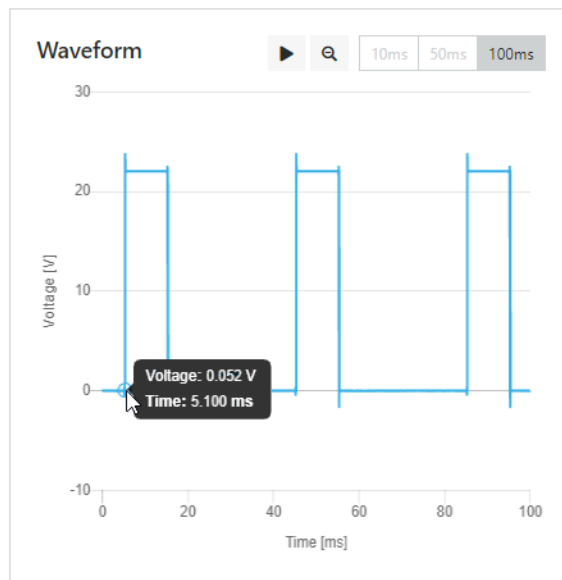 Waveform
10ms 50ms 100ms
30
20
10
0
-10
Voltage [V]
Voltage: 0.052 V
Time: 5.100 ms
0 20 40 60 80 100
Time [ms]